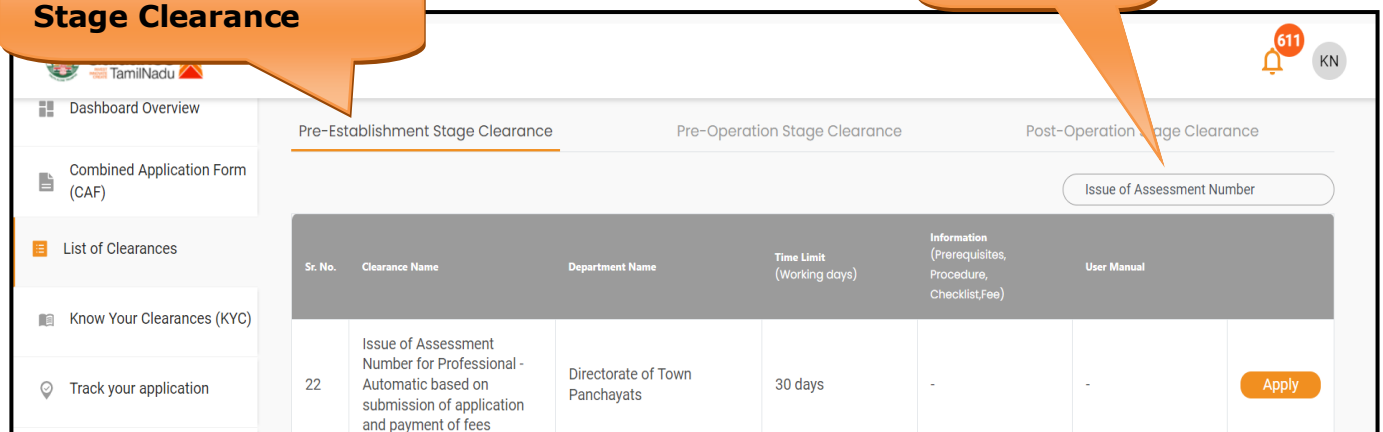 Stage Clearance
611
KN
TamilNadu
Dashboard Overview
Combined Application Form
(CAF)
List of Clearances
Know Your Clearances (KYC)
Track your application
Pre-Establishment Stage Clearance
Pre-Operation Stage Clearance
Post-Operation Stage Clearance
Issue of Assessment Number
Sr. No.
Clearance Name
Department Name
Time Limit
(Working days)
Information
(Prerequisites,
Procedure,
Checklist,Fee)
User Manual
22
Issue of Assessment
Number for Professional -
Automatic based on
submission of application
and payment of fees
Directorate of Town
Panchayats
30 days
-
-
Apply